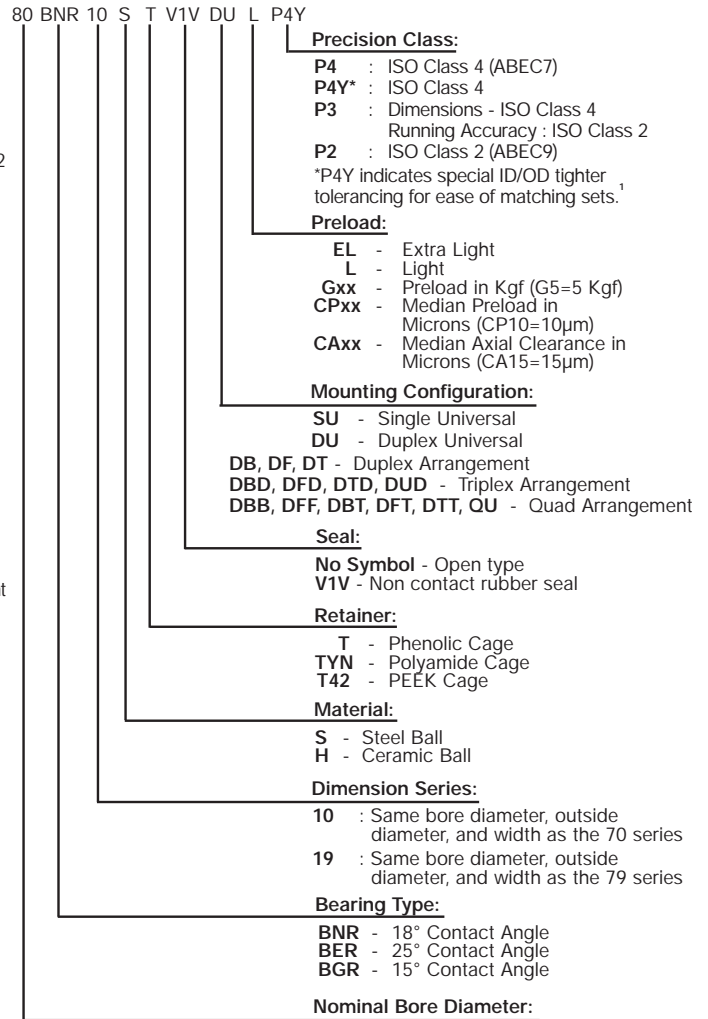 80 BNR 10 S T V1V DU L P4Y
Precision Class:
P4 : ISO Class 4 (ABEC7)
P4Y* : ISO Class 4
P3 : Dimensions - ISO Class 4
Running Accuracy : ISO Class 2
P2 : ISO Class 2 (ABEC9)
*P4Y indicates special ID/OD tighter
tolerancing for ease of matching sets.¹
2
Preload:
EL - Extra Light
L - Light
Gxx - Preload in Kgf (G5=5 Kgf)
CPxx - Median Preload in
Microns (CP10=10µm)
CAxx - Median Axial Clearance in
Microns (CA15=15µm)
Mounting Configuration:
SU - Single Universal
DU - Duplex Universal
DB, DF, DT - Duplex Arrangement
DBD, DFD, DTD, DUD - Triplex Arrangement
DBB, DFF, DBT, DFT, DTT, QU - Quad Arrangement
Seal:
No Symbol - Open type
V1V - Non contact rubber seal
Retainer:
T - Phenolic Cage
TYN - Polyamide Cage
T42 - PEEK Cage
Material:
S - Steel Ball
H - Ceramic Ball
Dimension Series:
10 : Same bore diameter, outside
diameter, and width as the 70 series
19 : Same bore diameter, outside
diameter, and width as the 79 series
Bearing Type:
BNR - 18° Contact Angle
BER - 25° Contact Angle
BGR - 15° Contact Angle
Nominal Bore Diameter: